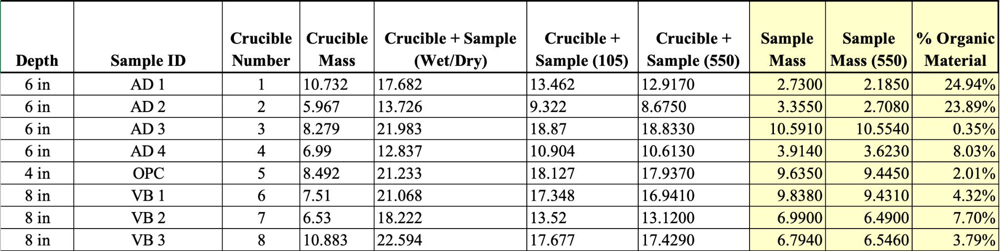 Depth Sample ID Crucible Number Crucible Mass Crucible + Sample (Wet/Dry) Crucible + Sample (105) Crucible + Sample (550) Sample Mass Sample Mass (550) % Organic Material
6 in AD 1 1 10.732 17.682 13.462 12.9170 2.7300 2.1850 24.94%
6 in AD 2 2 5.967 13.726 9.322 8.6750 3.3550 2.7080 23.89%
6 in AD 3 3 8.279 21.983 18.87 18.8330 10.5910 10.5540 0.35%
6 in AD 4 4 6.99 12.837 10.904 10.6130 3.9140 3.6230 8.03%
4 in OPC 5 8.492 21.233 18.127 17.9370 9.6350 9.4450 2.01%
8 in VB 1 6 7.51 21.068 17.348 16.9410 9.8380 9.4310 4.32%
8 in VB 2 7 6.53 18.222 13.52 13.1200 6.9900 6.4900 7.70%
8 in VB 3 8 10.883 22.594 17.677 17.4290 6.7940 6.5460 3.79%